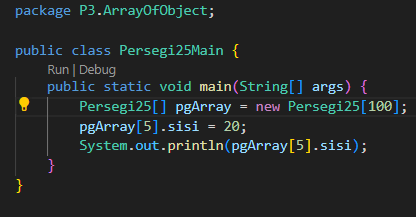 package P3.ArrayOfObject;
public class Persegi25Main {
Run | Debug
public static void main(String[] args) {
Persegi25[] pgArray = new Persegi25[100];
pgArray[5].sisi = 20;
System.out.println(pgArray[5].sisi);
}
}